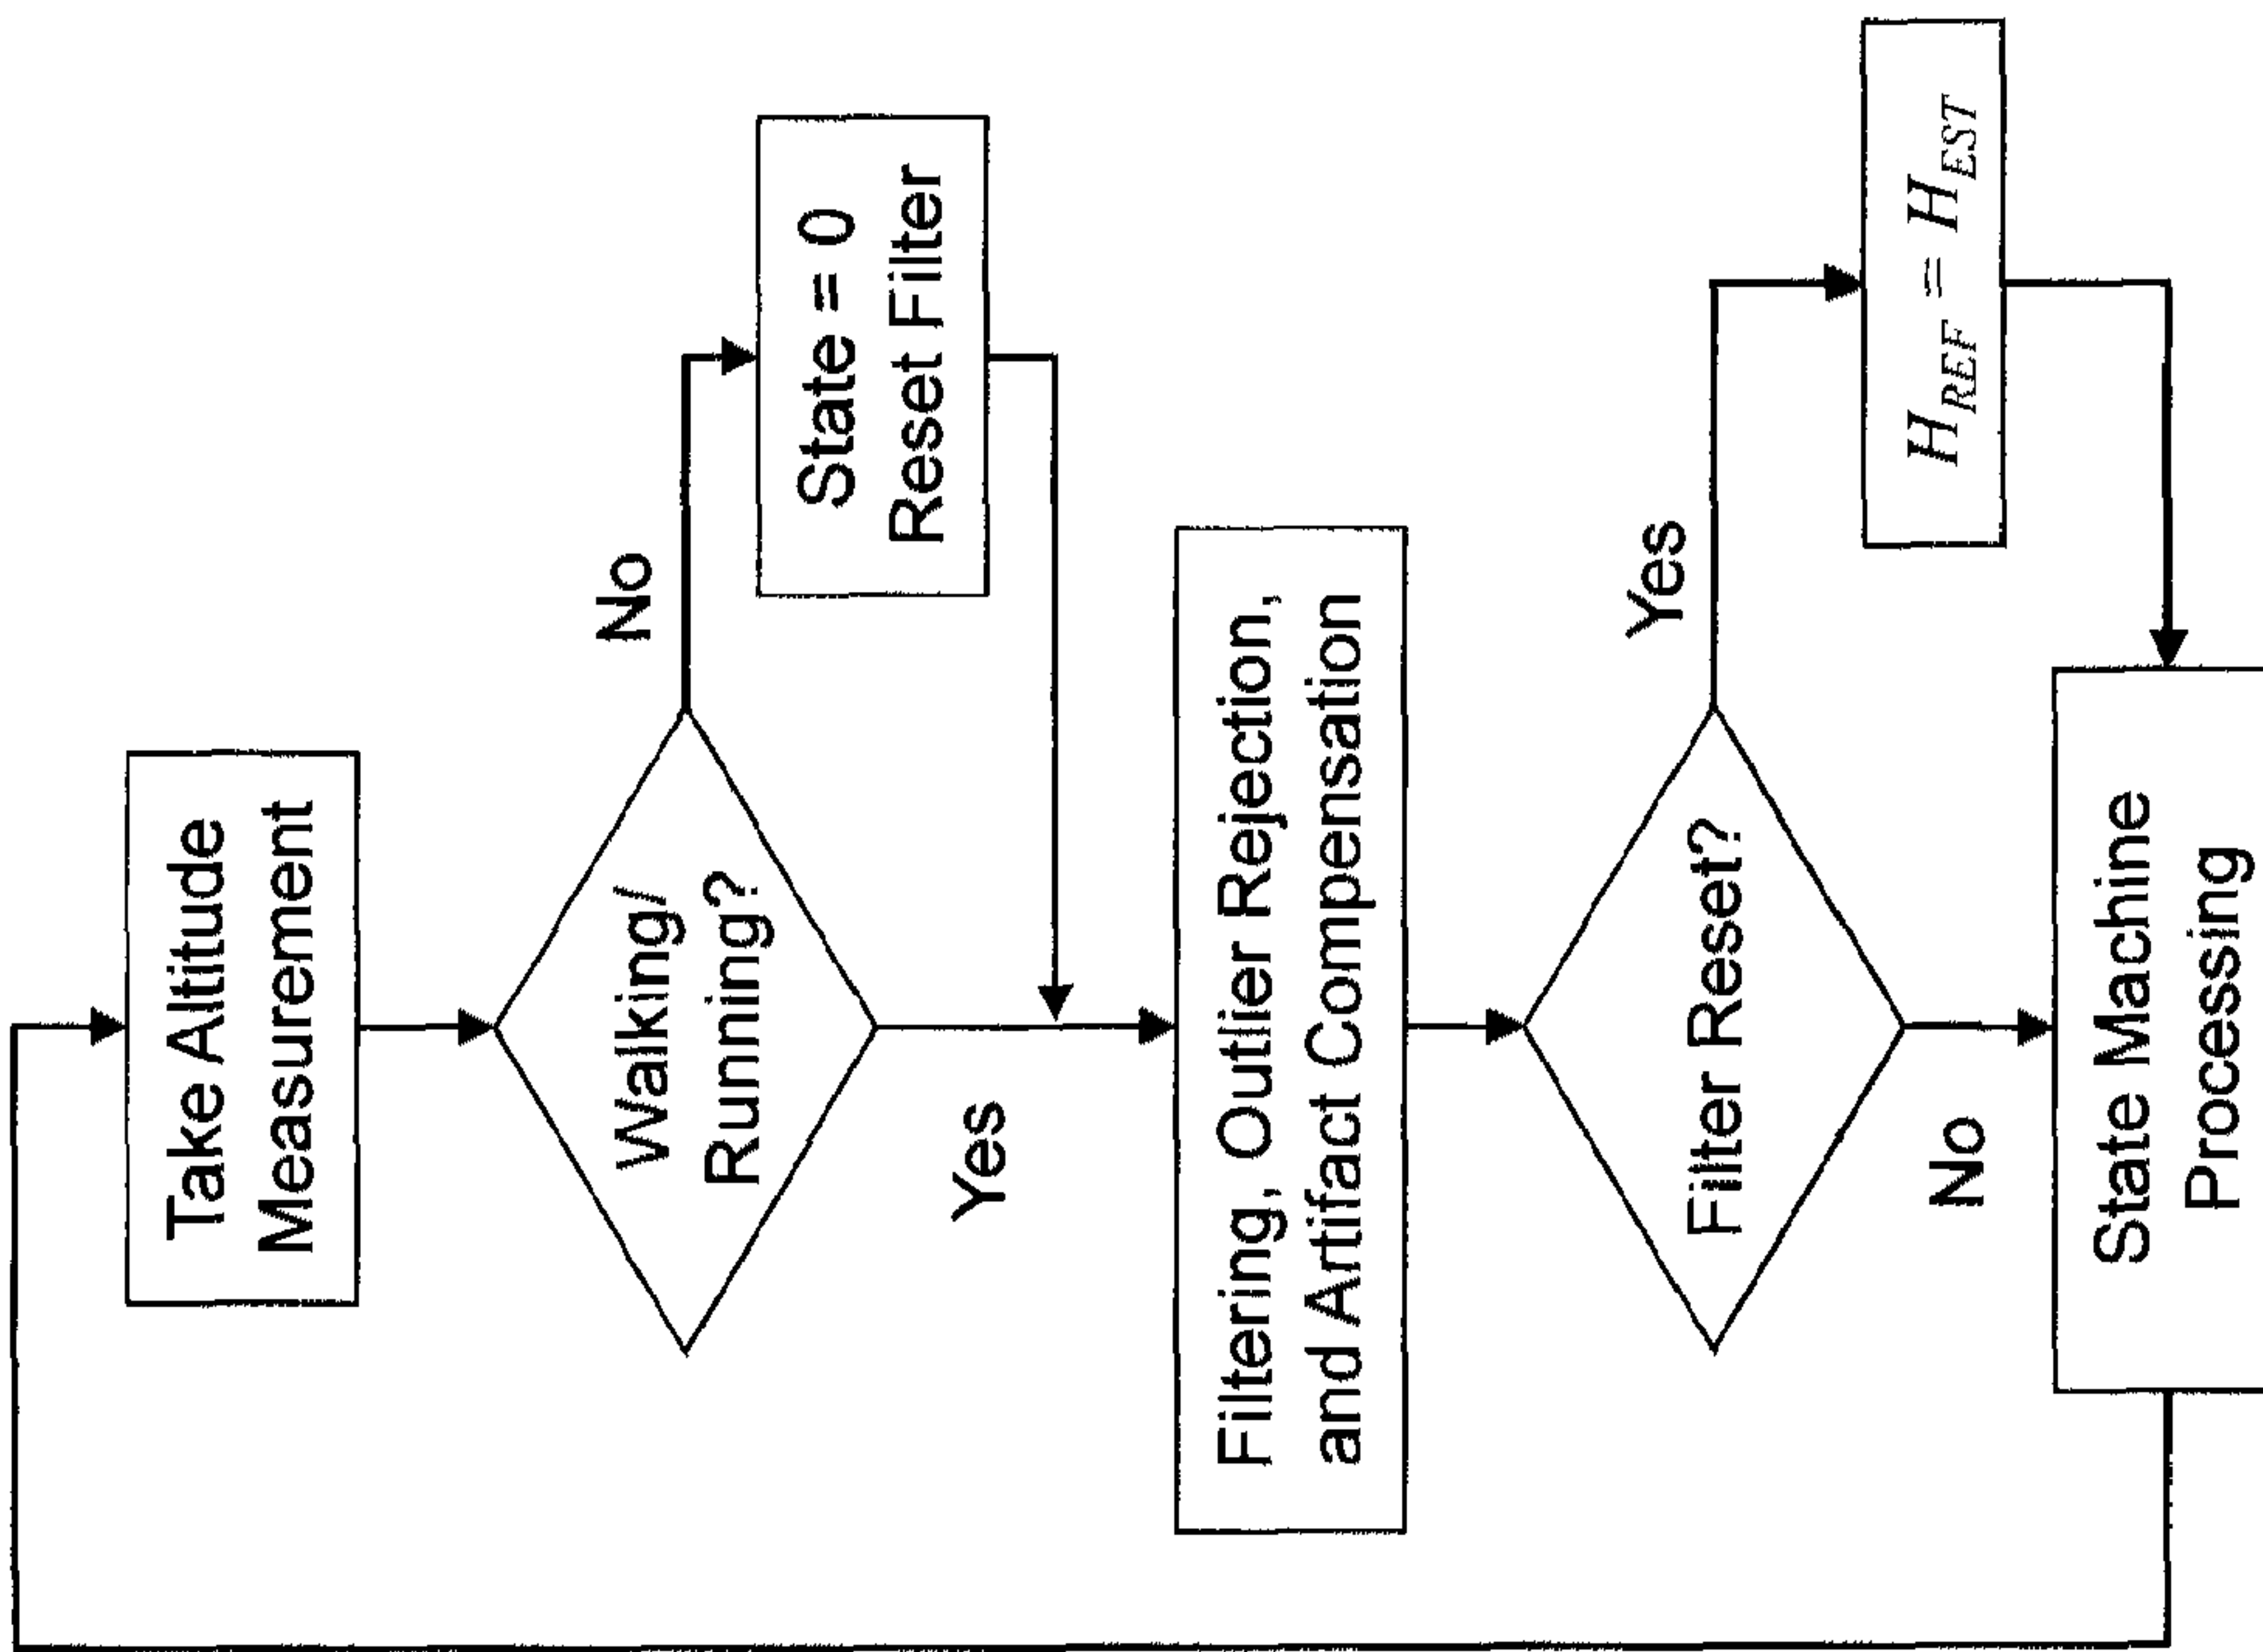 Take Altitude
Measurement
Walking/
Running?
No
State = 0
Reset Filter
Yes
Filtering, Outlier Rejection,
and Artifact Compensation
Filter Reset?
Yes
H_REF = H_EST
No
State Machine
Processing